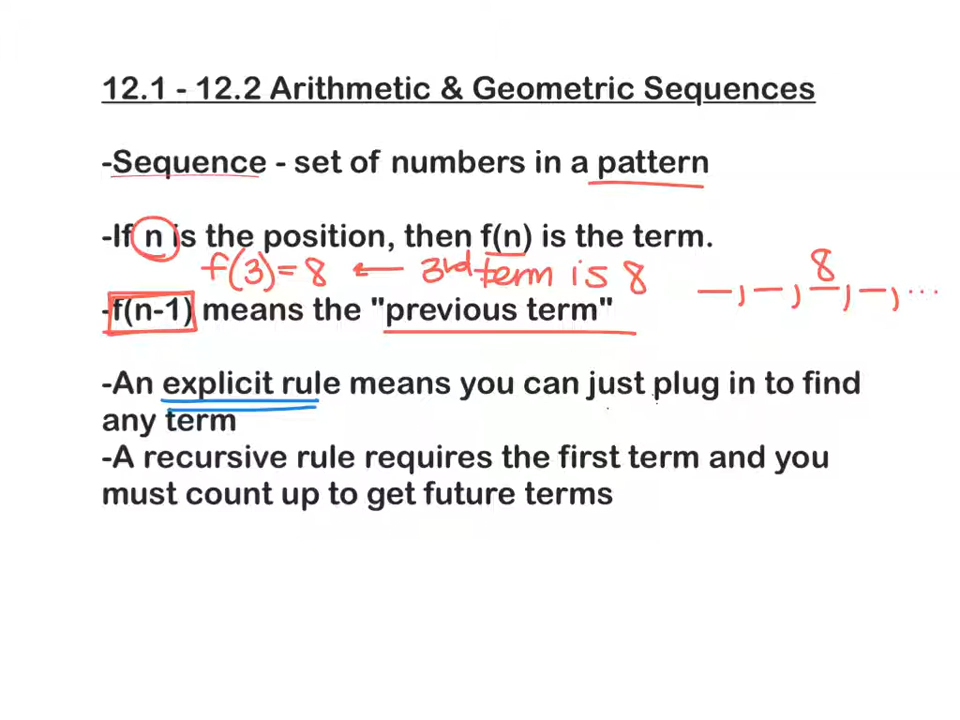 12.1 - 12.2 Arithmetic & Geometric Sequences
-Sequence - set of numbers in a pattern
-If n is the position, then f(n) is the term.
f(3) = 8 ← 3rd term is 8
_, _, 8, _, ...
-f(n-1) means the "previous term"
-An explicit rule means you can just plug in to find
any term
-A recursive rule requires the first term and you
must count up to get future terms